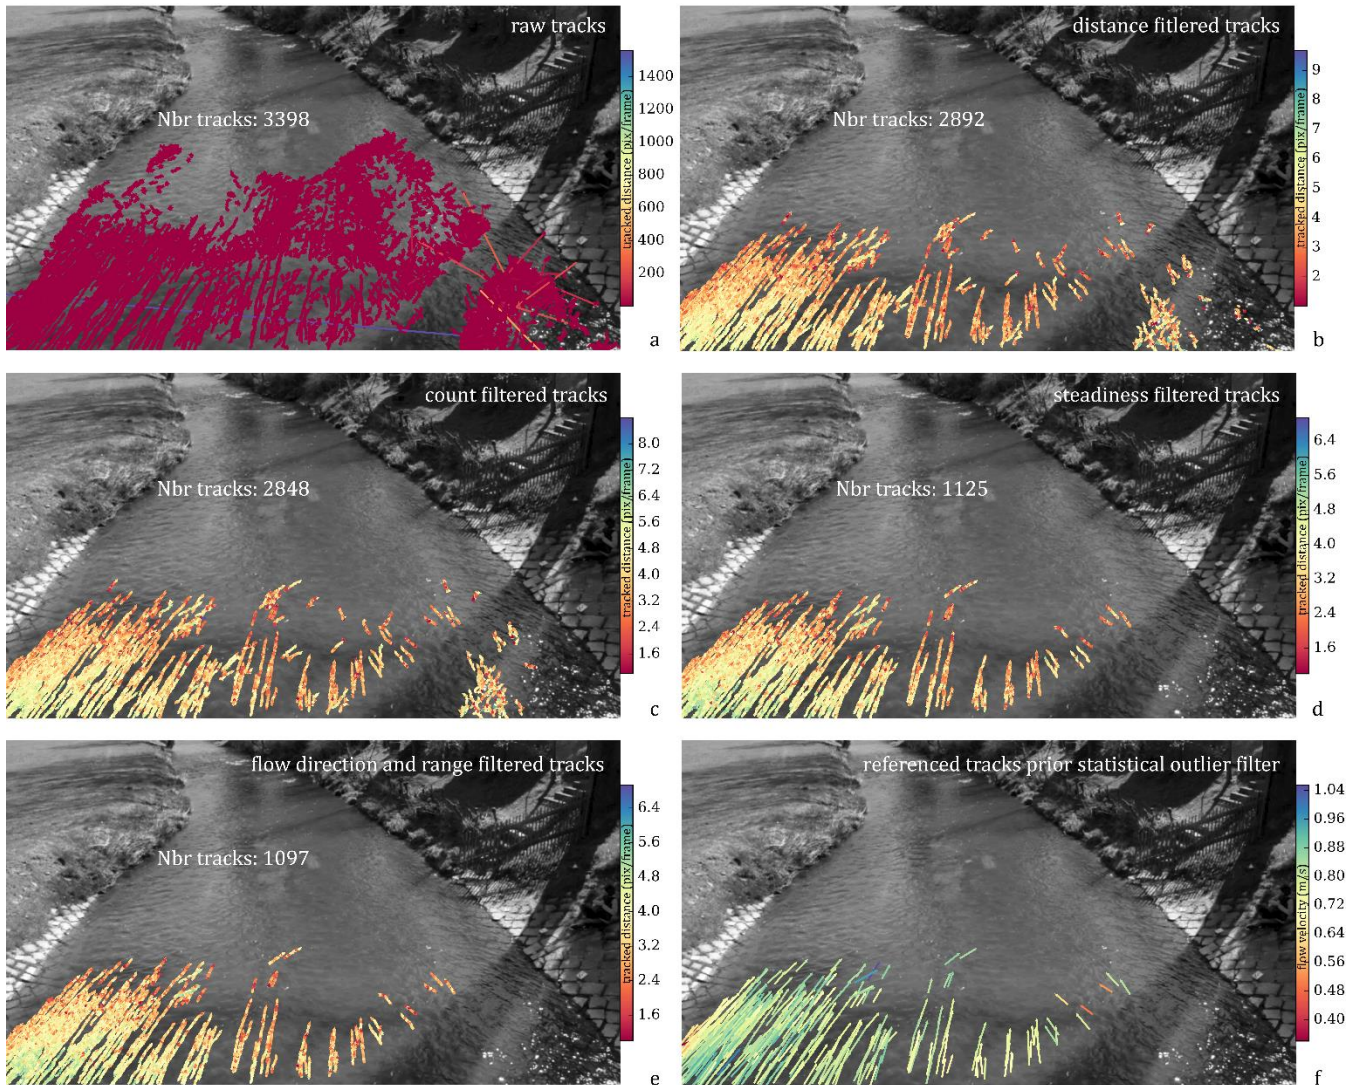 raw tracks
Nbr tracks: 3398
1400
1200
1000
800
600
400
200
tracked distance (pix/frame)
a
distance fitlered tracks
Nbr tracks: 2892
9
8
7
6
5
4
3
2
tracked distance (pix/frame)
b
count filtered tracks
Nbr tracks: 2848
8.0
7.2
6.4
5.6
4.8
4.0
3.2
2.4
1.6
tracked distance (pix/frame)
c
steadiness filtered tracks
Nbr tracks: 1125
6.4
5.6
4.8
4.0
3.2
2.4
1.6
tracked distance (pix/frame)
d
flow direction and range filtered tracks
Nbr tracks: 1097
6.4
5.6
4.8
4.0
3.2
2.4
1.6
tracked distance (pix/frame)
e
referenced tracks prior statistical outlier filter
1.04
0.96
0.88
0.80
0.72
0.64
0.56
0.48
0.40
flow velocity (m/s)
f